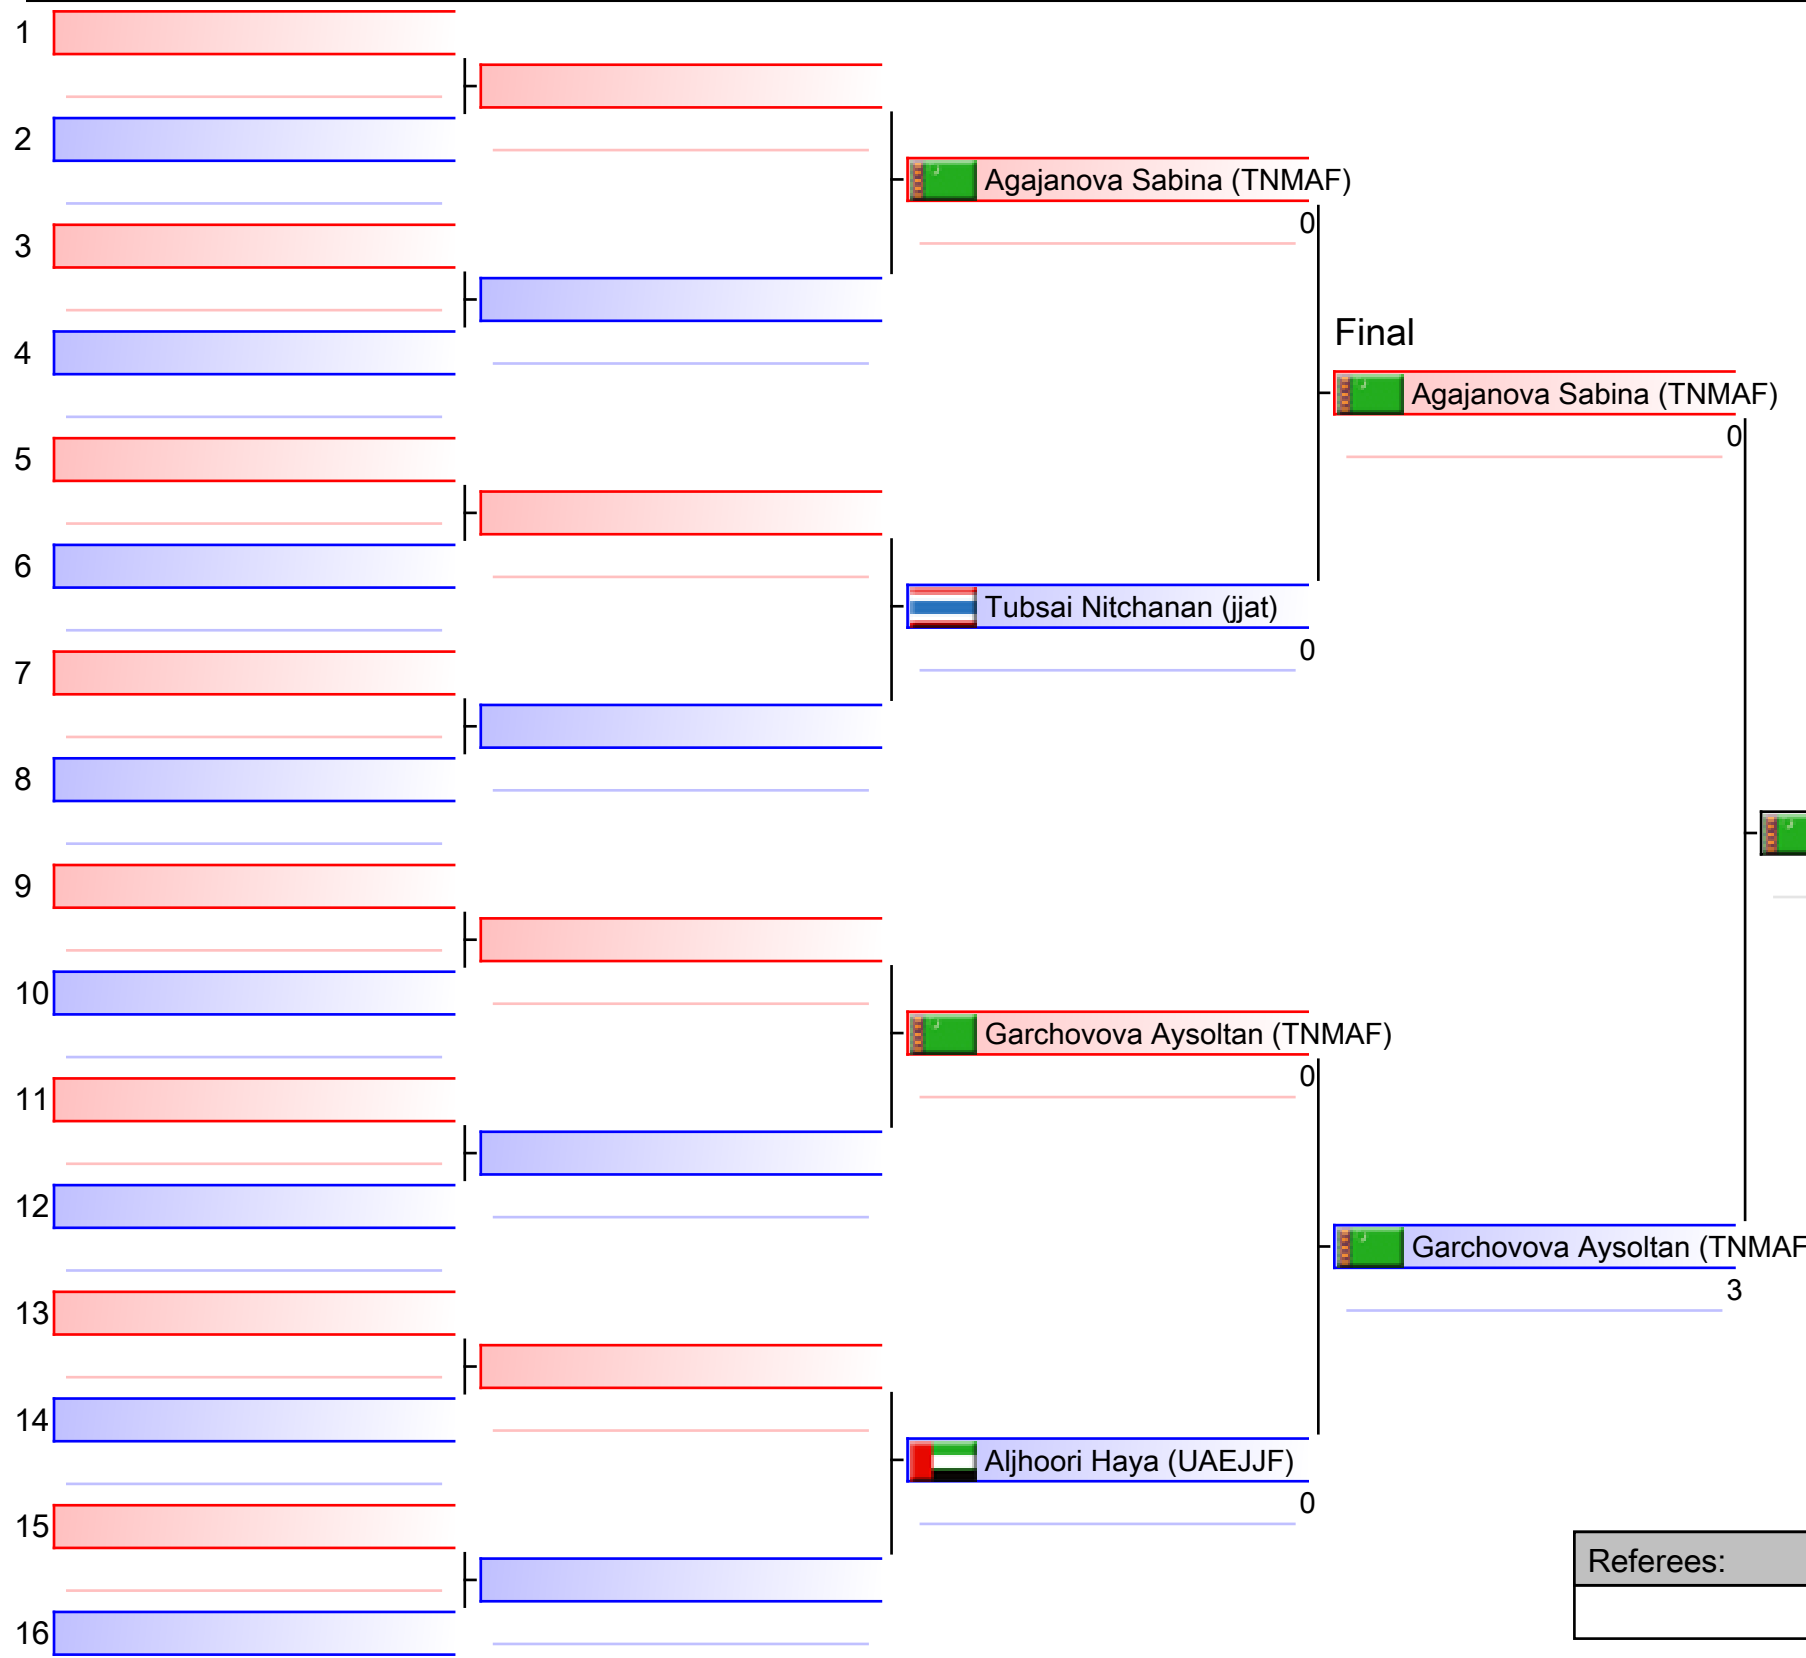 1
2
Agajanova Sabina (TNMAF)
0
3
Final
4
Agajanova Sabina (TNMAF)
0
5
6
Tubsai Nitchanan (jjat)
0
7
8
9
10
Garchovova Aysoltan (TNMAF)
0
11
12
Garchovova Aysoltan (TNMAF
3
13
14
Aljhoori Haya (UAEJJF)
0
15
Referees:
16